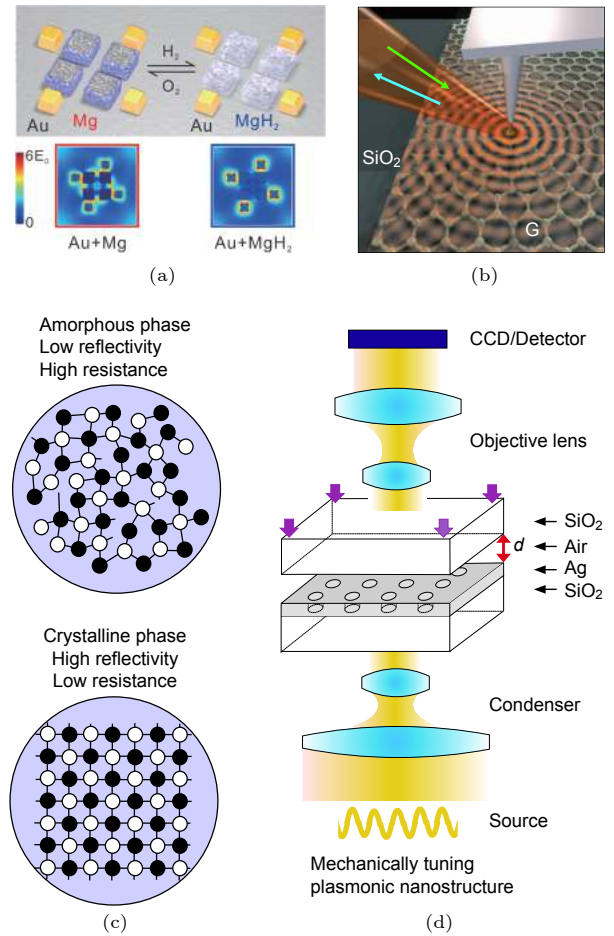 H₂
O₂
Au
Mg
Au
MgH₂
6E₀
0
Au+Mg
Au+MgH₂
(a)
SiO₂
G
(b)
Amorphous phase
Low reflectivity
High resistance
Crystalline phase
High reflectivity
Low resistance
(c)
CCD/Detector
Objective lens
SiO₂
d
Air
Ag
SiO₂
Condenser
Source
Mechanically tuning
plasmonic nanostructure
(d)